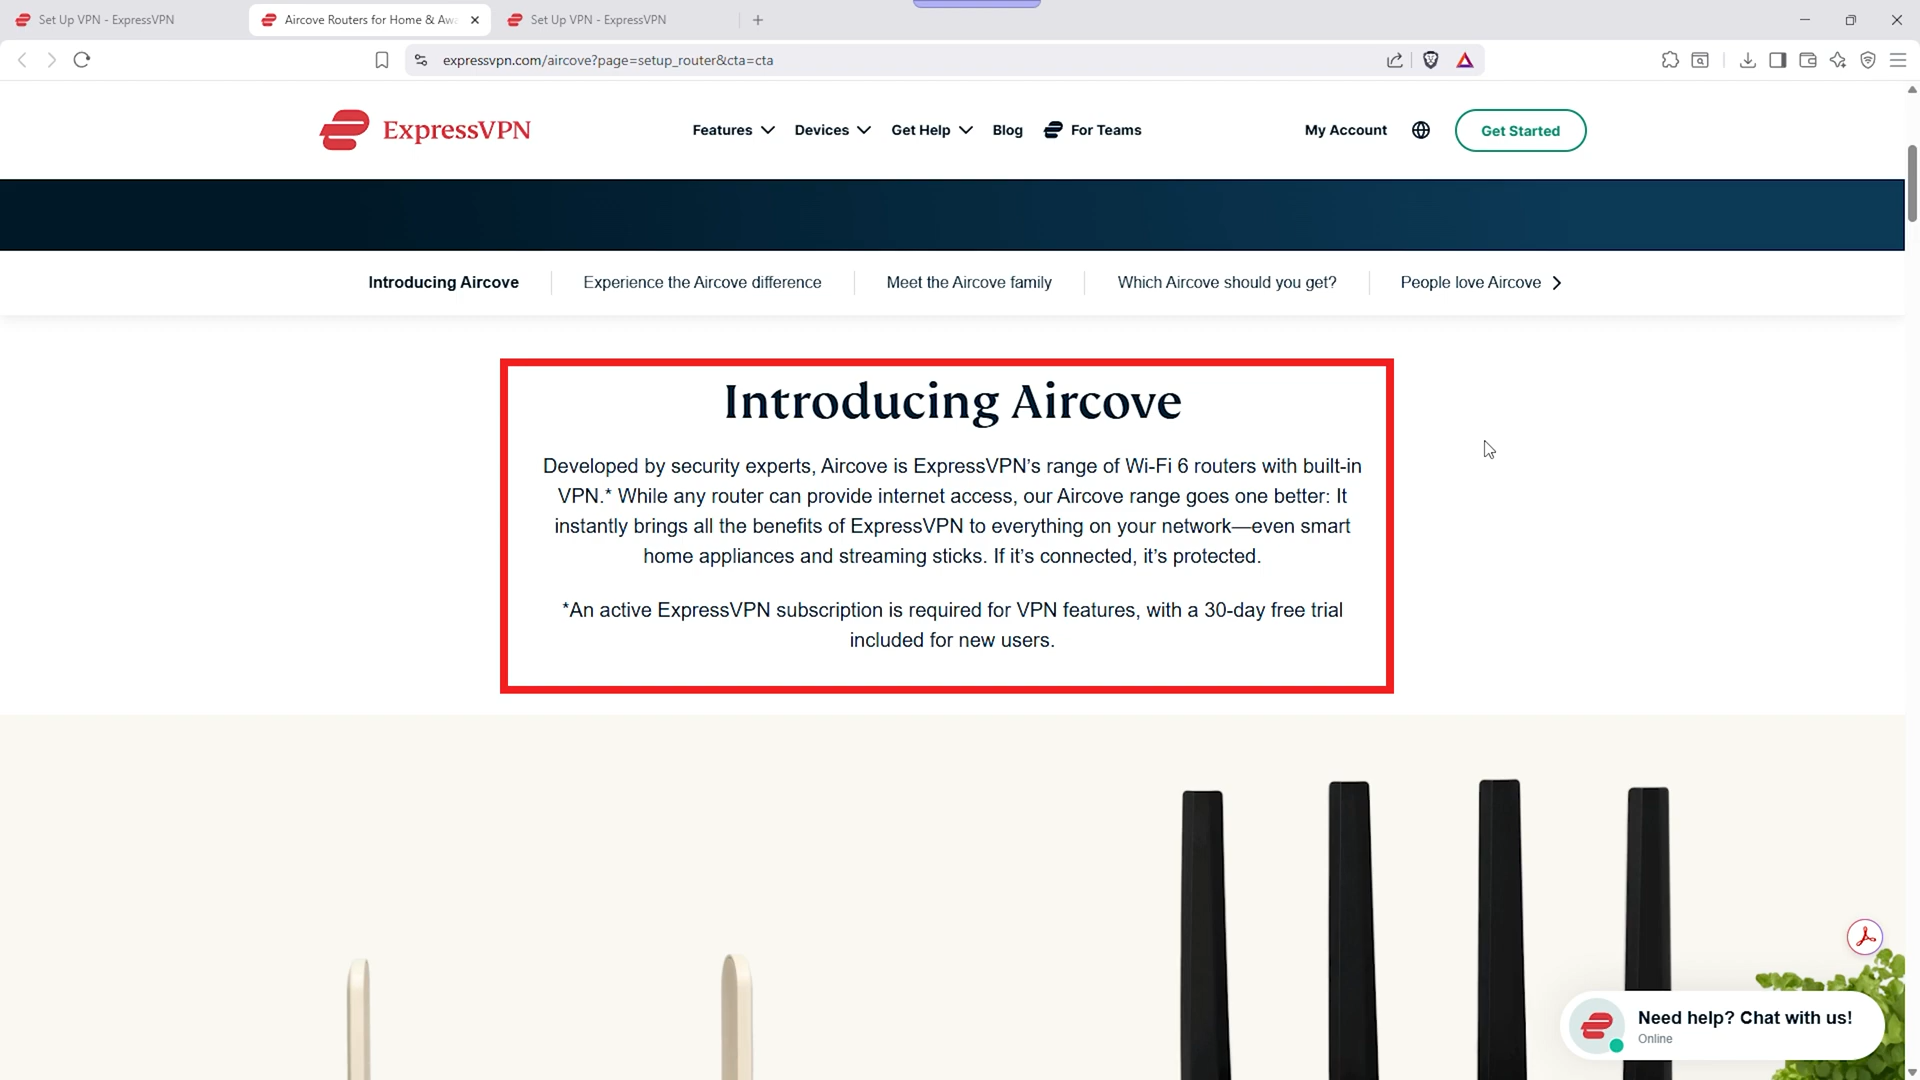 Set Up VPN - ExpressVPN
Aircove Routers for Home & Awa
Set Up VPN - ExpressVPN
expressvpn.com/aircove?page=setup_router&cta=cta
ExpressVPN
Features
Devices
Get Help
Blog
For Teams
My Account
Get Started
Introducing Aircove
Experience the Aircove difference
Meet the Aircove family
Which Aircove should you get?
People love Aircove
Introducing Aircove
Developed by security experts, Aircove is ExpressVPN’s range of Wi-Fi 6 routers with built-in
VPN.* While any router can provide internet access, our Aircove range goes one better: It
instantly brings all the benefits of ExpressVPN to everything on your network—even smart
home appliances and streaming sticks. If it’s connected, it’s protected.
*An active ExpressVPN subscription is required for VPN features, with a 30-day free trial
included for new users.
Need help? Chat with us!
Online